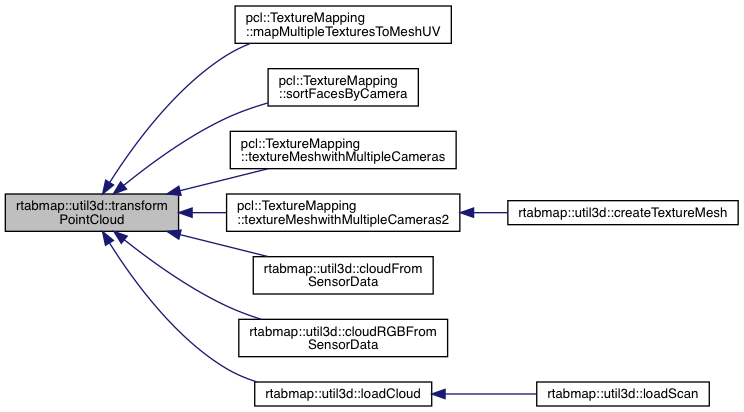 pcl::TextureMapping
::mapMultipleTexturesToMeshUV
pcl::TextureMapping
::sortFacesByCamera
pcl::TextureMapping
::textureMeshwithMultipleCameras
rtabmap::util3d::transform
PointCloud
pcl::TextureMapping
::textureMeshwithMultipleCameras2
rtabmap::util3d::createTextureMesh
rtabmap::util3d::cloudFrom
SensorData
rtabmap::util3d::cloudRGBFrom
SensorData
rtabmap::util3d::loadCloud
rtabmap::util3d::loadScan